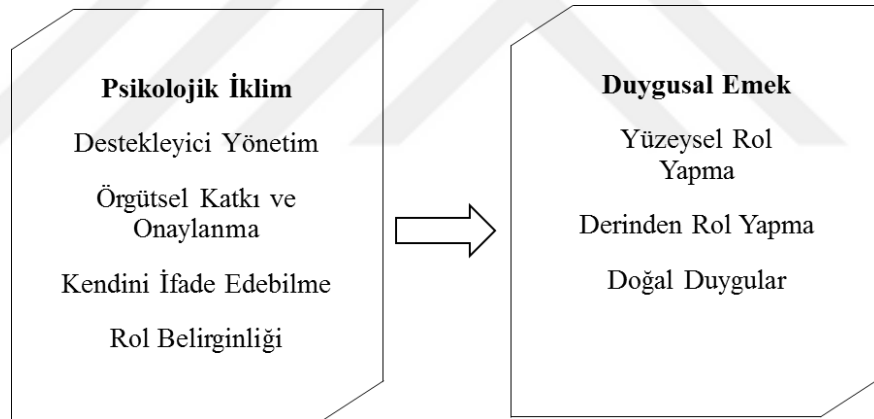 Psikolojik İklim
Destekleyici Yönetim
Örgütsel Katkı ve
Onaylanma
Kendini İfade Edebilme
Rol Belirginliği
Duygusal Emek
Yüzeysel Rol
Yapma
Derinden Rol Yapma
Doğal Duygular